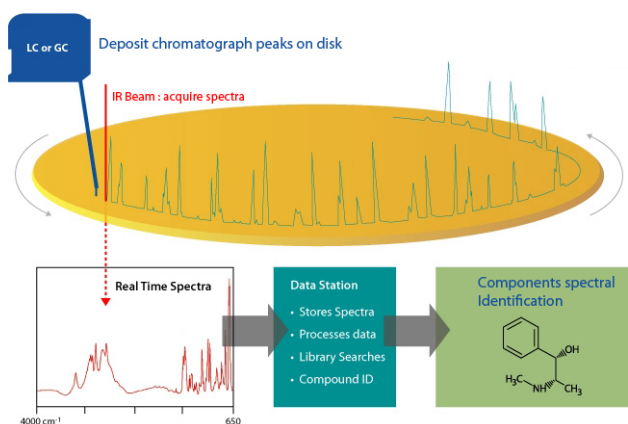 LC or GC
Deposit chromatograph peaks on disk
IR Beam : acquire spectra
Real Time Spectra
4000 cm⁻¹
650
Data Station
• Stores Spectra
• Processes data
• Library Searches
• Compound ID
Components spectral
Identification
OH
H₃C
NH
CH₃